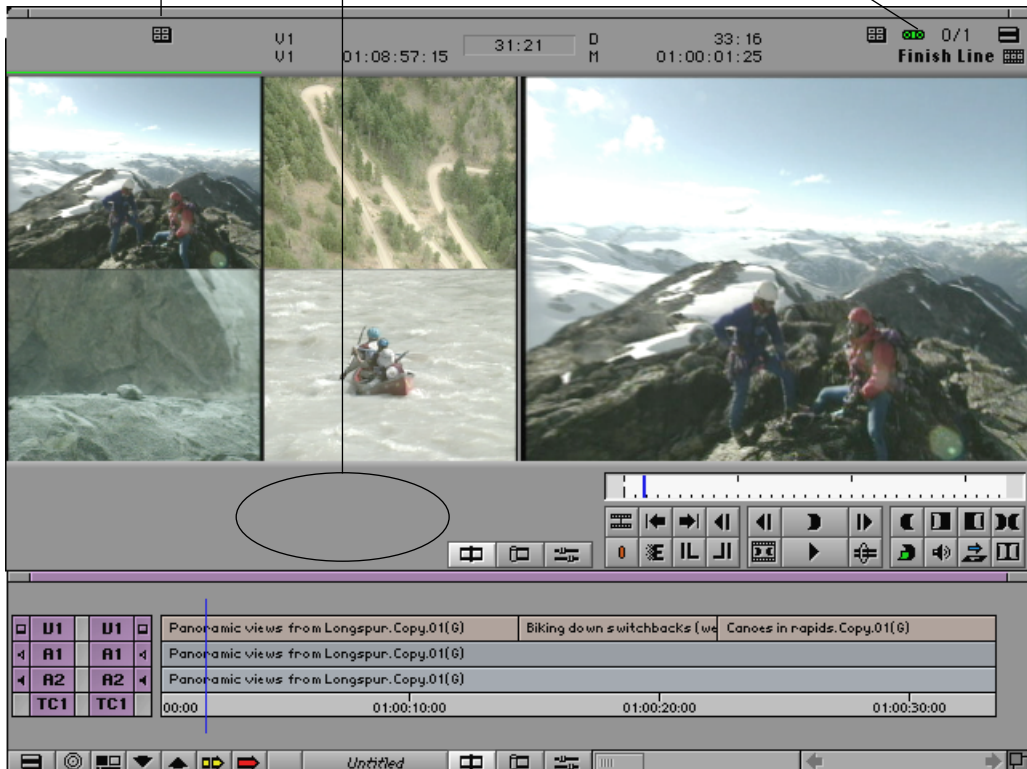 V1 D 33:16 0/1
V1 01:08:57:15 31:21 M 01:00:01:25 Finish Line
V1 V1 Panoramic views from Longspur.Copy.01(G) Biking down switchbacks (we Canoes in rapids.Copy.01(G)
A1 A1 Panoramic views from Longspur.Copy.01(G)
A2 A2 Panoramic views from Longspur.Copy.01(G)
TC1 TC1 00:00 01:00:10:00 01:00:20:00 01:00:30:00
Untitled